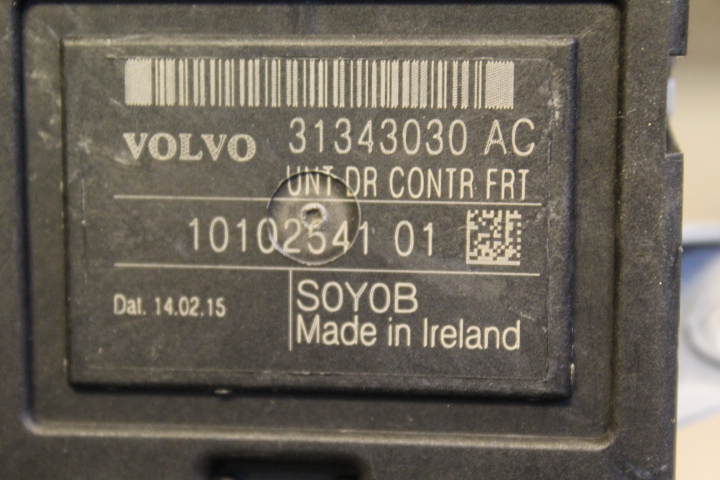 VOLVO 31343030 AC
UNT DR CONTR FRT
10102541 01
Dat. 14.02.15
SOYOB
Made in Ireland